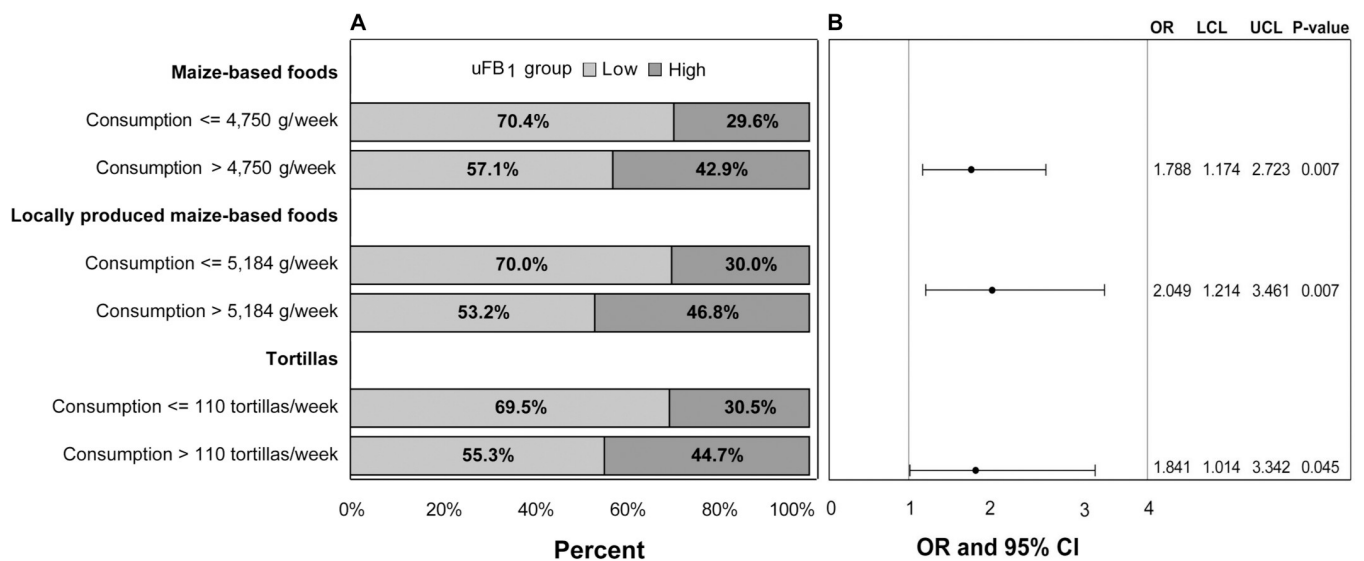 A
B
OR LCL UCL P-value
uFB1 group Low High
Maize-based foods
Consumption <= 4,750 g/week
70.4% 29.6%
Consumption > 4,750 g/week
57.1% 42.9%
1.788 1.174 2.723 0.007
Locally produced maize-based foods
Consumption <= 5,184 g/week
70.0% 30.0%
2.049 1.214 3.461 0.007
Consumption > 5,184 g/week
53.2% 46.8%
Tortillas
Consumption <= 110 tortillas/week
69.5% 30.5%
Consumption > 110 tortillas/week
55.3% 44.7%
1.841 1.014 3.342 0.045
0% 20% 40% 60% 80% 100%
0 1 2 3 4
Percent
OR and 95% CI